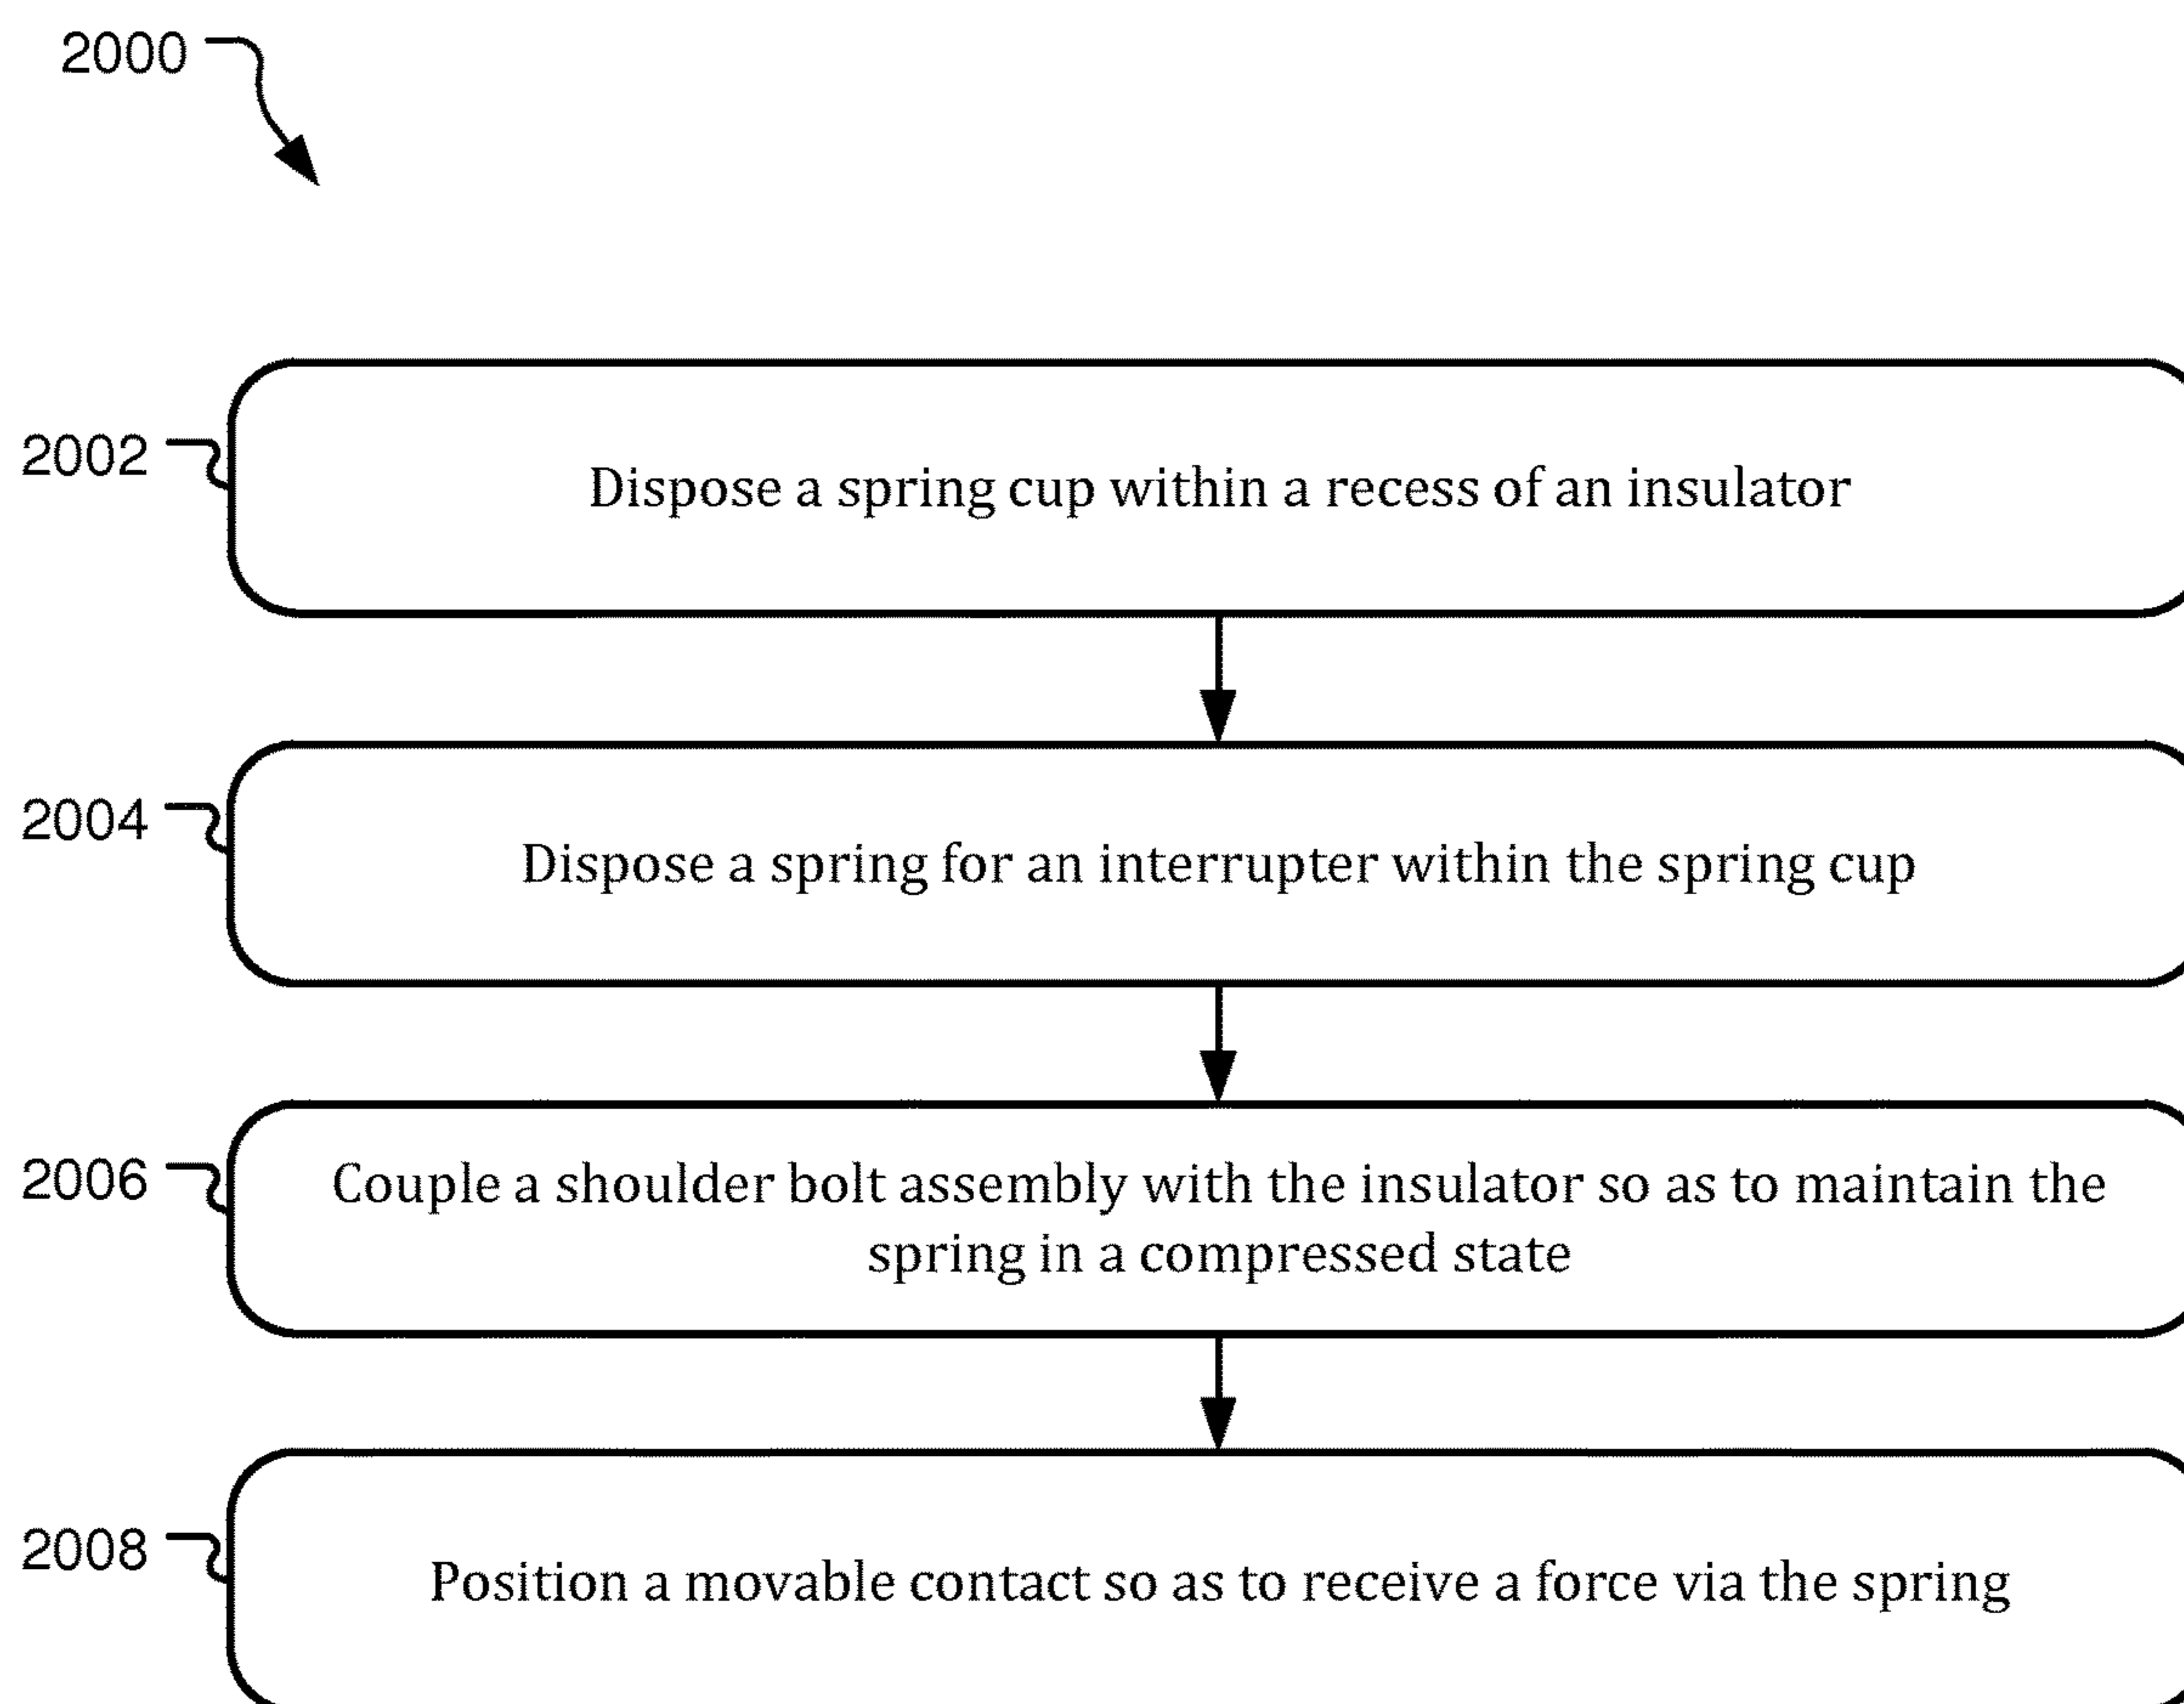 2000
2002
Dispose a spring cup within a recess of an insulator
2004
Dispose a spring for an interrupter within the spring cup
2006
Couple a shoulder bolt assembly with the insulator so as to maintain the
spring in a compressed state
2008
Position a movable contact so as to receive a force via the spring